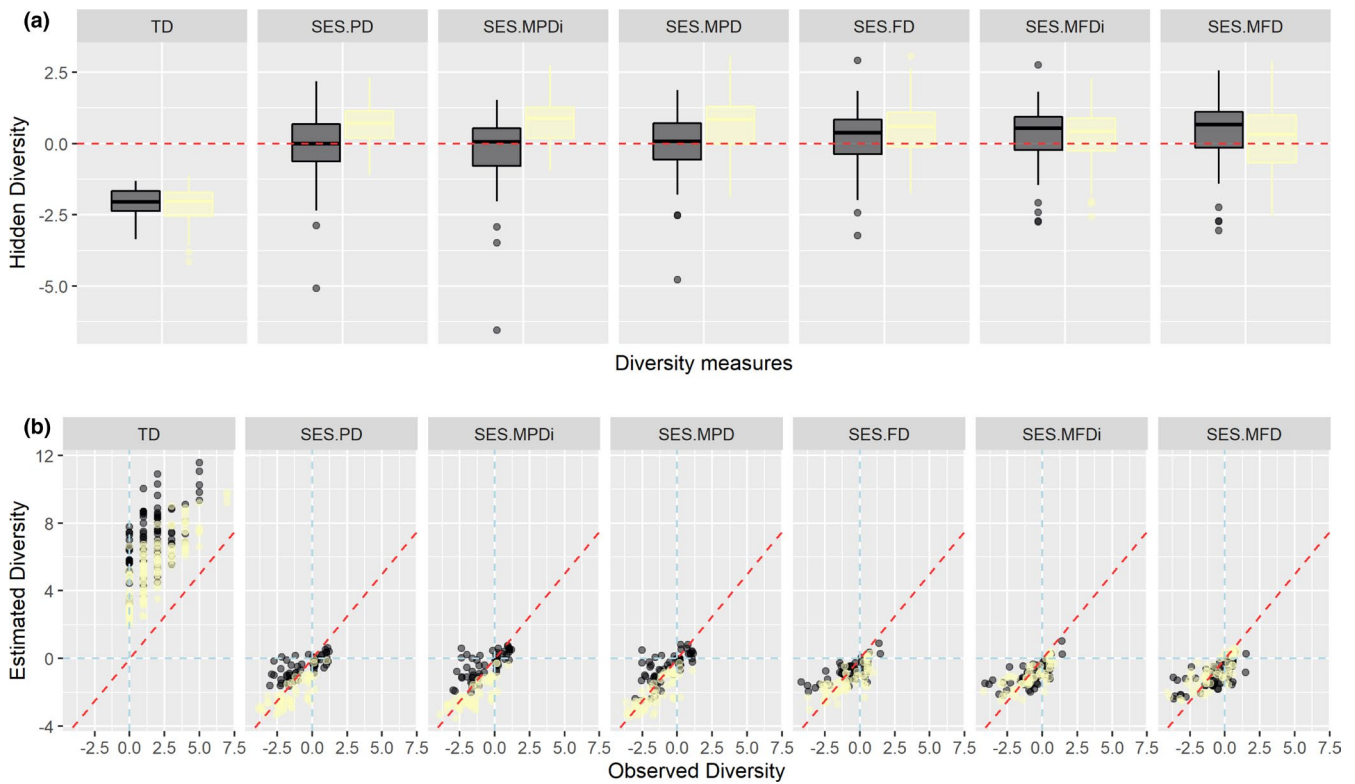 (a)
TD SES.PD SES.MPDi SES.MPD SES.FD SES.MFDi SES.MFD
Hidden Diversity
2.5
0.0
-2.5
-5.0
Diversity measures
(b)
TD SES.PD SES.MPDi SES.MPD SES.FD SES.MFDi SES.MFD
Estimated Diversity
12
8
4
0
-4
-2.5 0.0 2.5 5.0 7.5 -2.5 0.0 2.5 5.0 7.5 -2.5 0.0 2.5 5.0 7.5 -2.5 0.0 2.5 5.0 7.5 -2.5 0.0 2.5 5.0 7.5 -2.5 0.0 2.5 5.0 7.5 -2.5 0.0 2.5 5.0 7.5
Observed Diversity